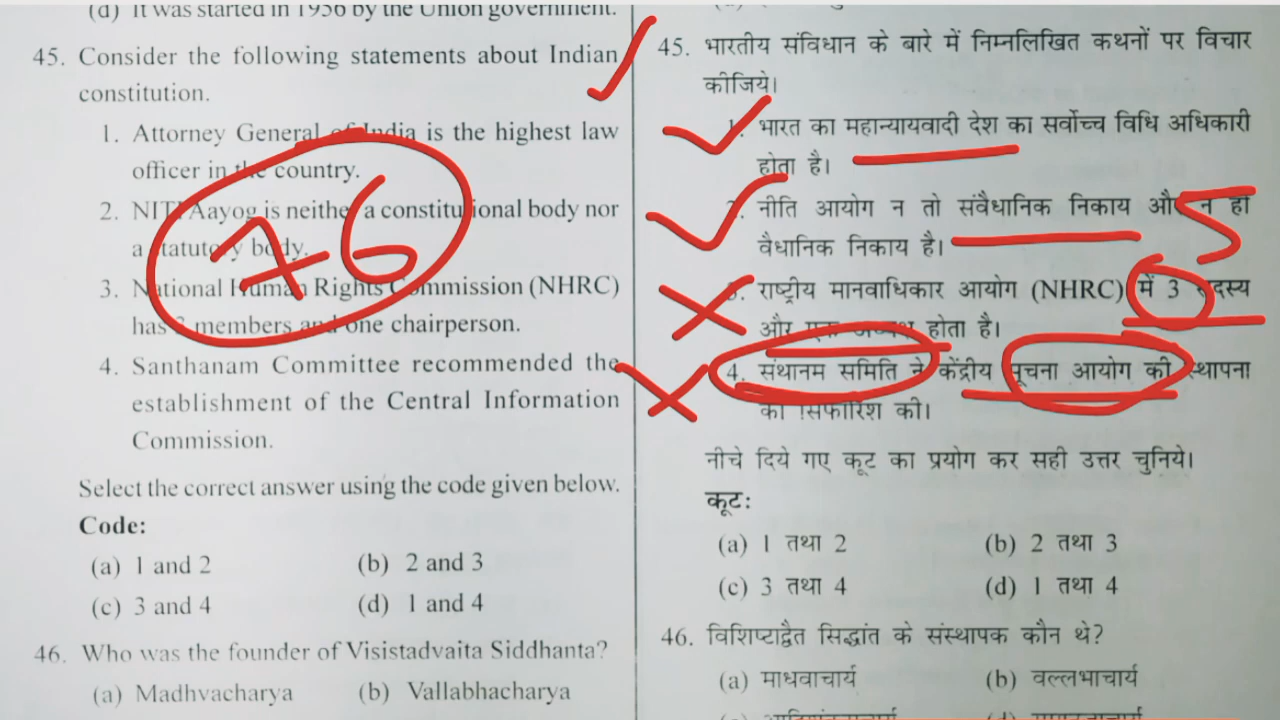 (d) It was started in 1956 by the Union government.
45. Consider the following statements about Indian
constitution.
1. Attorney General of India is the highest law
officer in the country.
2. NITI Aayog is neither a constitutional body nor
a statutory body.
3. National Human Rights Commission (NHRC)
has 3 members and one chairperson.
4. Santhanam Committee recommended the
establishment of the Central Information
Commission.
Select the correct answer using the code given below.
Code:
(a) 1 and 2 (b) 2 and 3
(c) 3 and 4 (d) 1 and 4
46. Who was the founder of Visistadvaita Siddhanta?
(a) Madhvacharya (b) Vallabhacharya
76
45. भारतीय संविधान के बारे में निम्नलिखित कथनों पर विचार
कीजिये।
1. भारत का महान्यायवादी देश का सर्वोच्च विधि अधिकारी
होता है।
2. नीति आयोग न तो संवैधानिक निकाय और न ही
वैधानिक निकाय है।
5
3. राष्ट्रीय मानवाधिकार आयोग (NHRC) में 3 सदस्य
और एक अध्यक्ष होता है।
4. संथानम समिति ने केंद्रीय सूचना आयोग की स्थापना
की सिफारिश की।
नीचे दिये गए कूट का प्रयोग कर सही उत्तर चुनिये।
कूटः
(a) 1 तथा 2 (b) 2 तथा 3
(c) 3 तथा 4 (d) 1 तथा 4
46. विशिष्टाद्वैत सिद्धांत के संस्थापक कौन थे?
(a) माधवाचार्य (b) वल्लभाचार्य